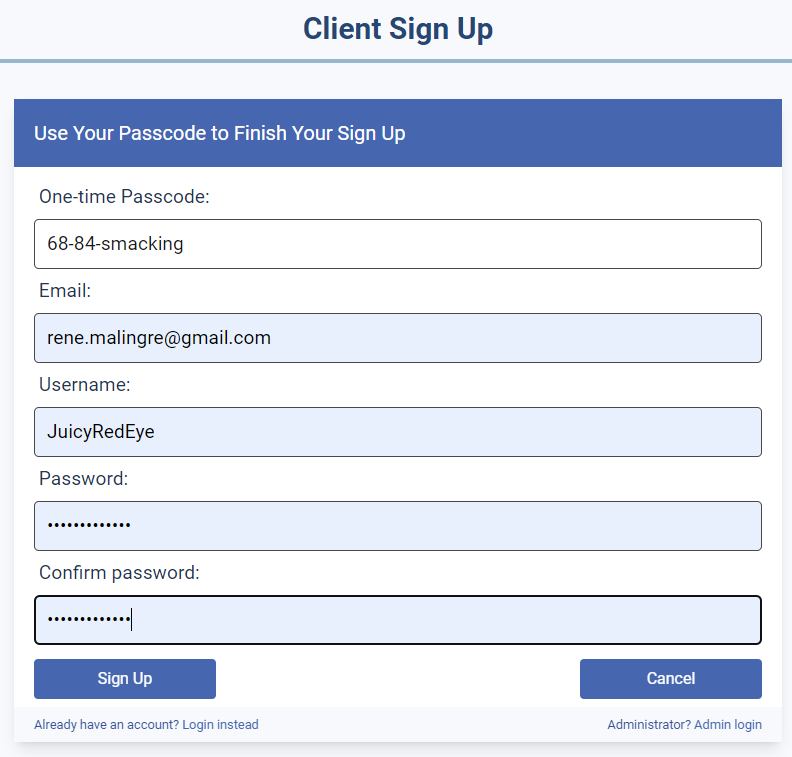 Client Sign Up
Use Your Passcode to Finish Your Sign Up
One-time Passcode:
68-84-smacking
Email:
rene.malingre@gmail.com
Username:
JuicyRedEye
Password:
•••••••••••••
Confirm password:
•••••••••••••
Sign Up Cancel
Already have an account? Login instead Administrator? Admin login